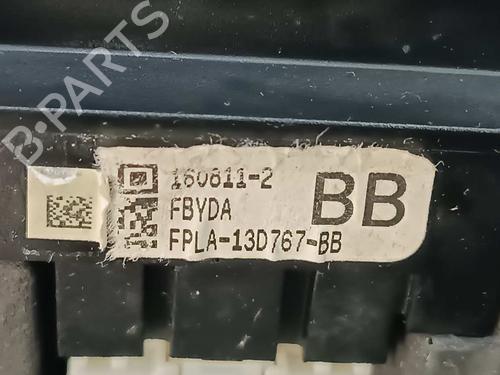 B-PARTS
160811-2
FBYDA
FPLA-13D767-BB
BB